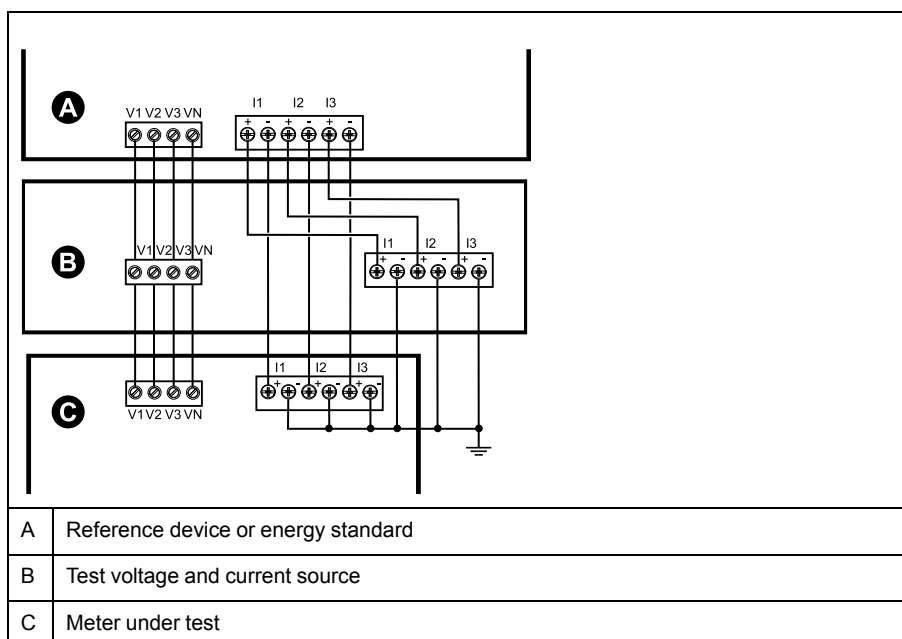 A
V1 V2 V3 VN
I1 I2 I3
+ - + - + -
B
V1 V2 V3 VN
I1 I2 I3
+ - + - + -
C
I1 I2 I3
+ - + - + -
V1 V2 V3 VN
A Reference device or energy standard
B Test voltage and current source
C Meter under test